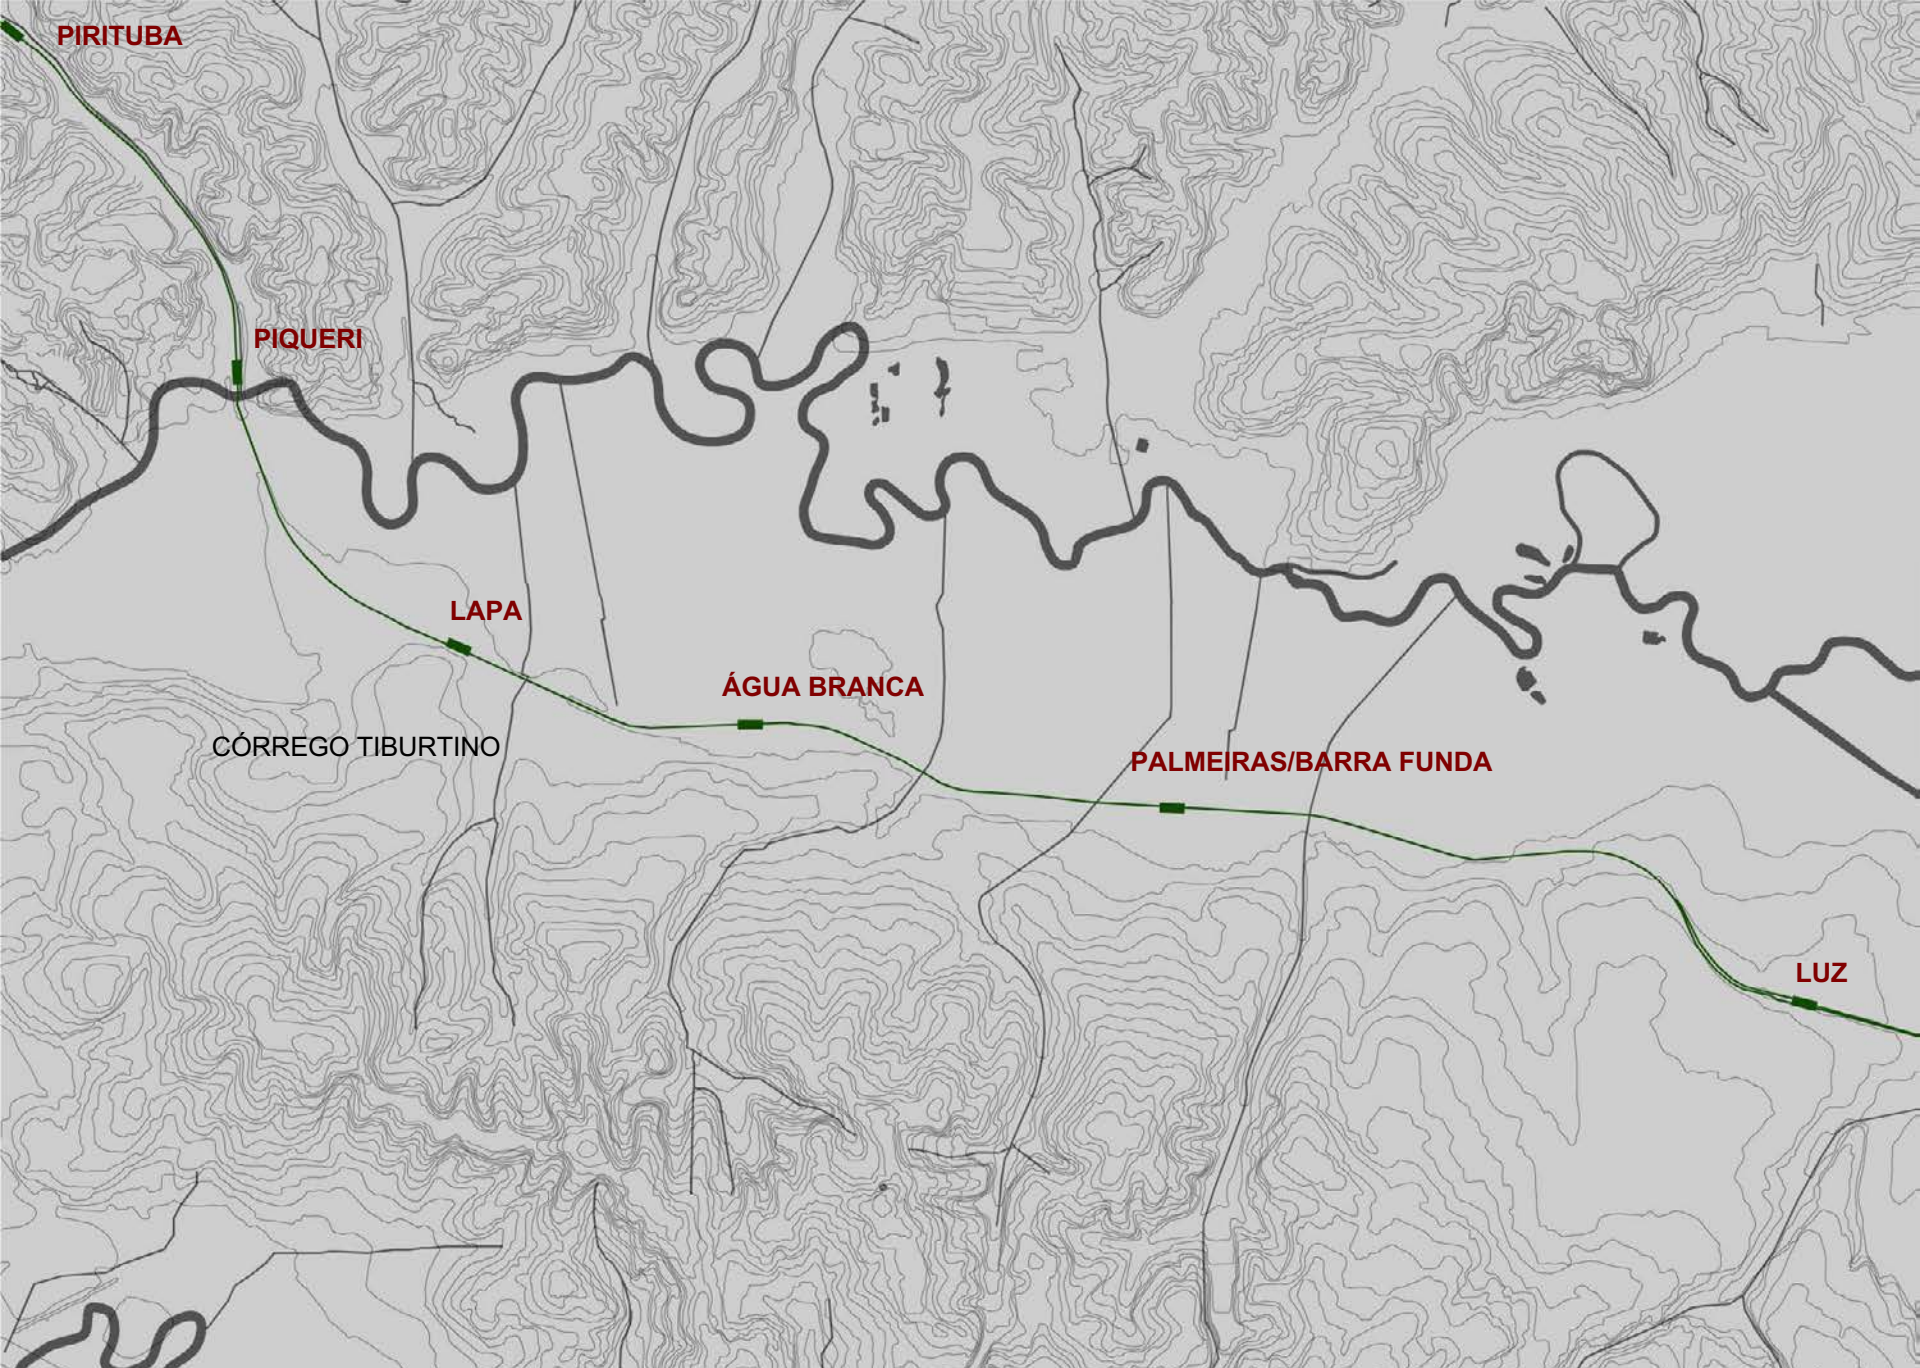 PIRITUBA
PIQUERI
LAPA
ÁGUA BRANCA
CÓRREGO TIBURTINO
PALMEIRAS/BARRA FUNDA
LUZ